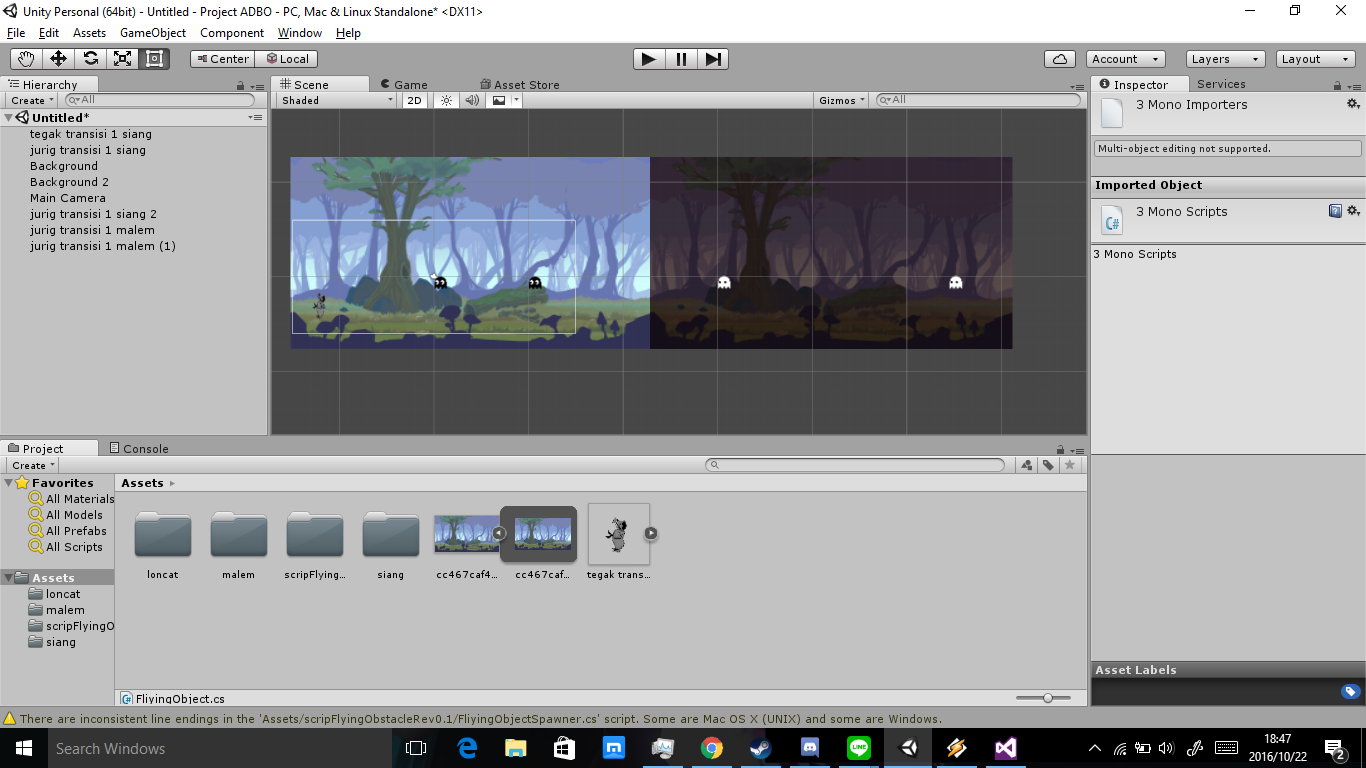 Unity Personal (64bit) - Untitled - Project ADBO - PC, Mac & Linux Standalone* <DX11>
File Edit Assets GameObject Component Window Help
Center Local Account Layers Layout
Hierarchy
Create All
Untitled*
tegak transisi 1 siang
jurig transisi 1 siang
Background
Background 2
Main Camera
jurig transisi 1 siang 2
jurig transisi 1 malem
jurig transisi 1 malem (1)
Scene Game Asset Store
Shaded 2D Gizmos All
Inspector Services
3 Mono Importers
Multi-object editing not supported.
Imported Object
3 Mono Scripts
C#
3 Mono Scripts
Project Console
Create
Favorites
All Materials
All Models
All Prefabs
All Scripts
Assets
loncat
malem
scripFlyingO
siang
Assets
loncat malem scripFlying... siang cc467caf4... cc467caf... tegak trans...
FliyingObject.cs
Asset Labels
There are inconsistent line endings in the 'Assets/scripFlyingObstacleRev0.1/FliyingObjectSpawner.cs' script. Some are Mac OS X (UNIX) and some are Windows.
Search Windows
LINE
18:47
2016/10/22
2